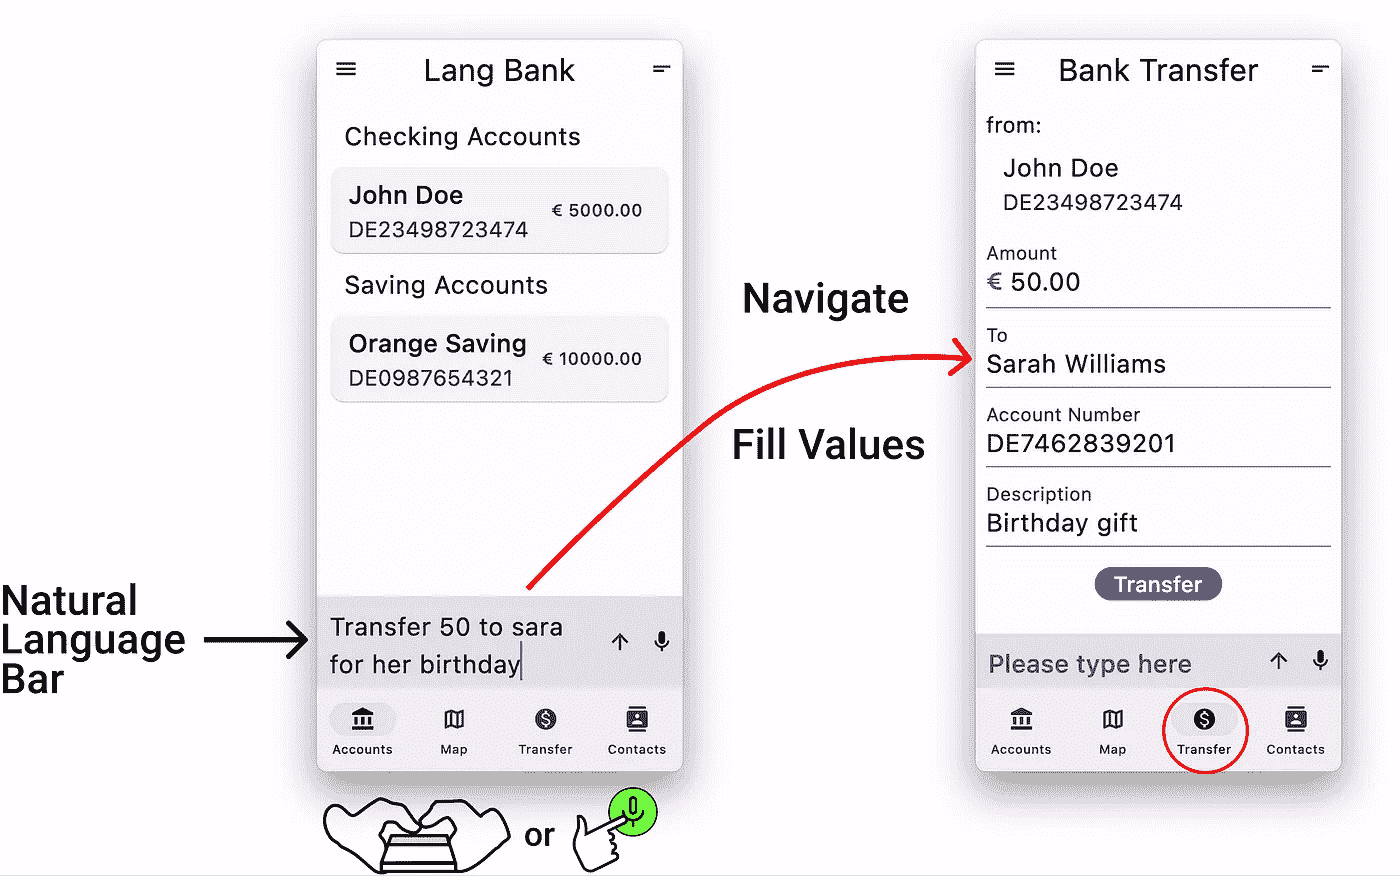 Lang Bank
Checking Accounts
John Doe
€ 5000.00
DE23498723474
Saving Accounts
Orange Saving
€ 10000.00
DE0987654321
Transfer 50 to sara
for her birthday
Accounts
Map
Transfer
Contacts
Natural
Language
Bar
or
Navigate
Fill Values
Bank Transfer
from:
John Doe
DE23498723474
Amount
€ 50.00
To
Sarah Williams
Account Number
DE7462839201
Description
Birthday gift
Transfer
Please type here
Accounts
Map
Transfer
Contacts